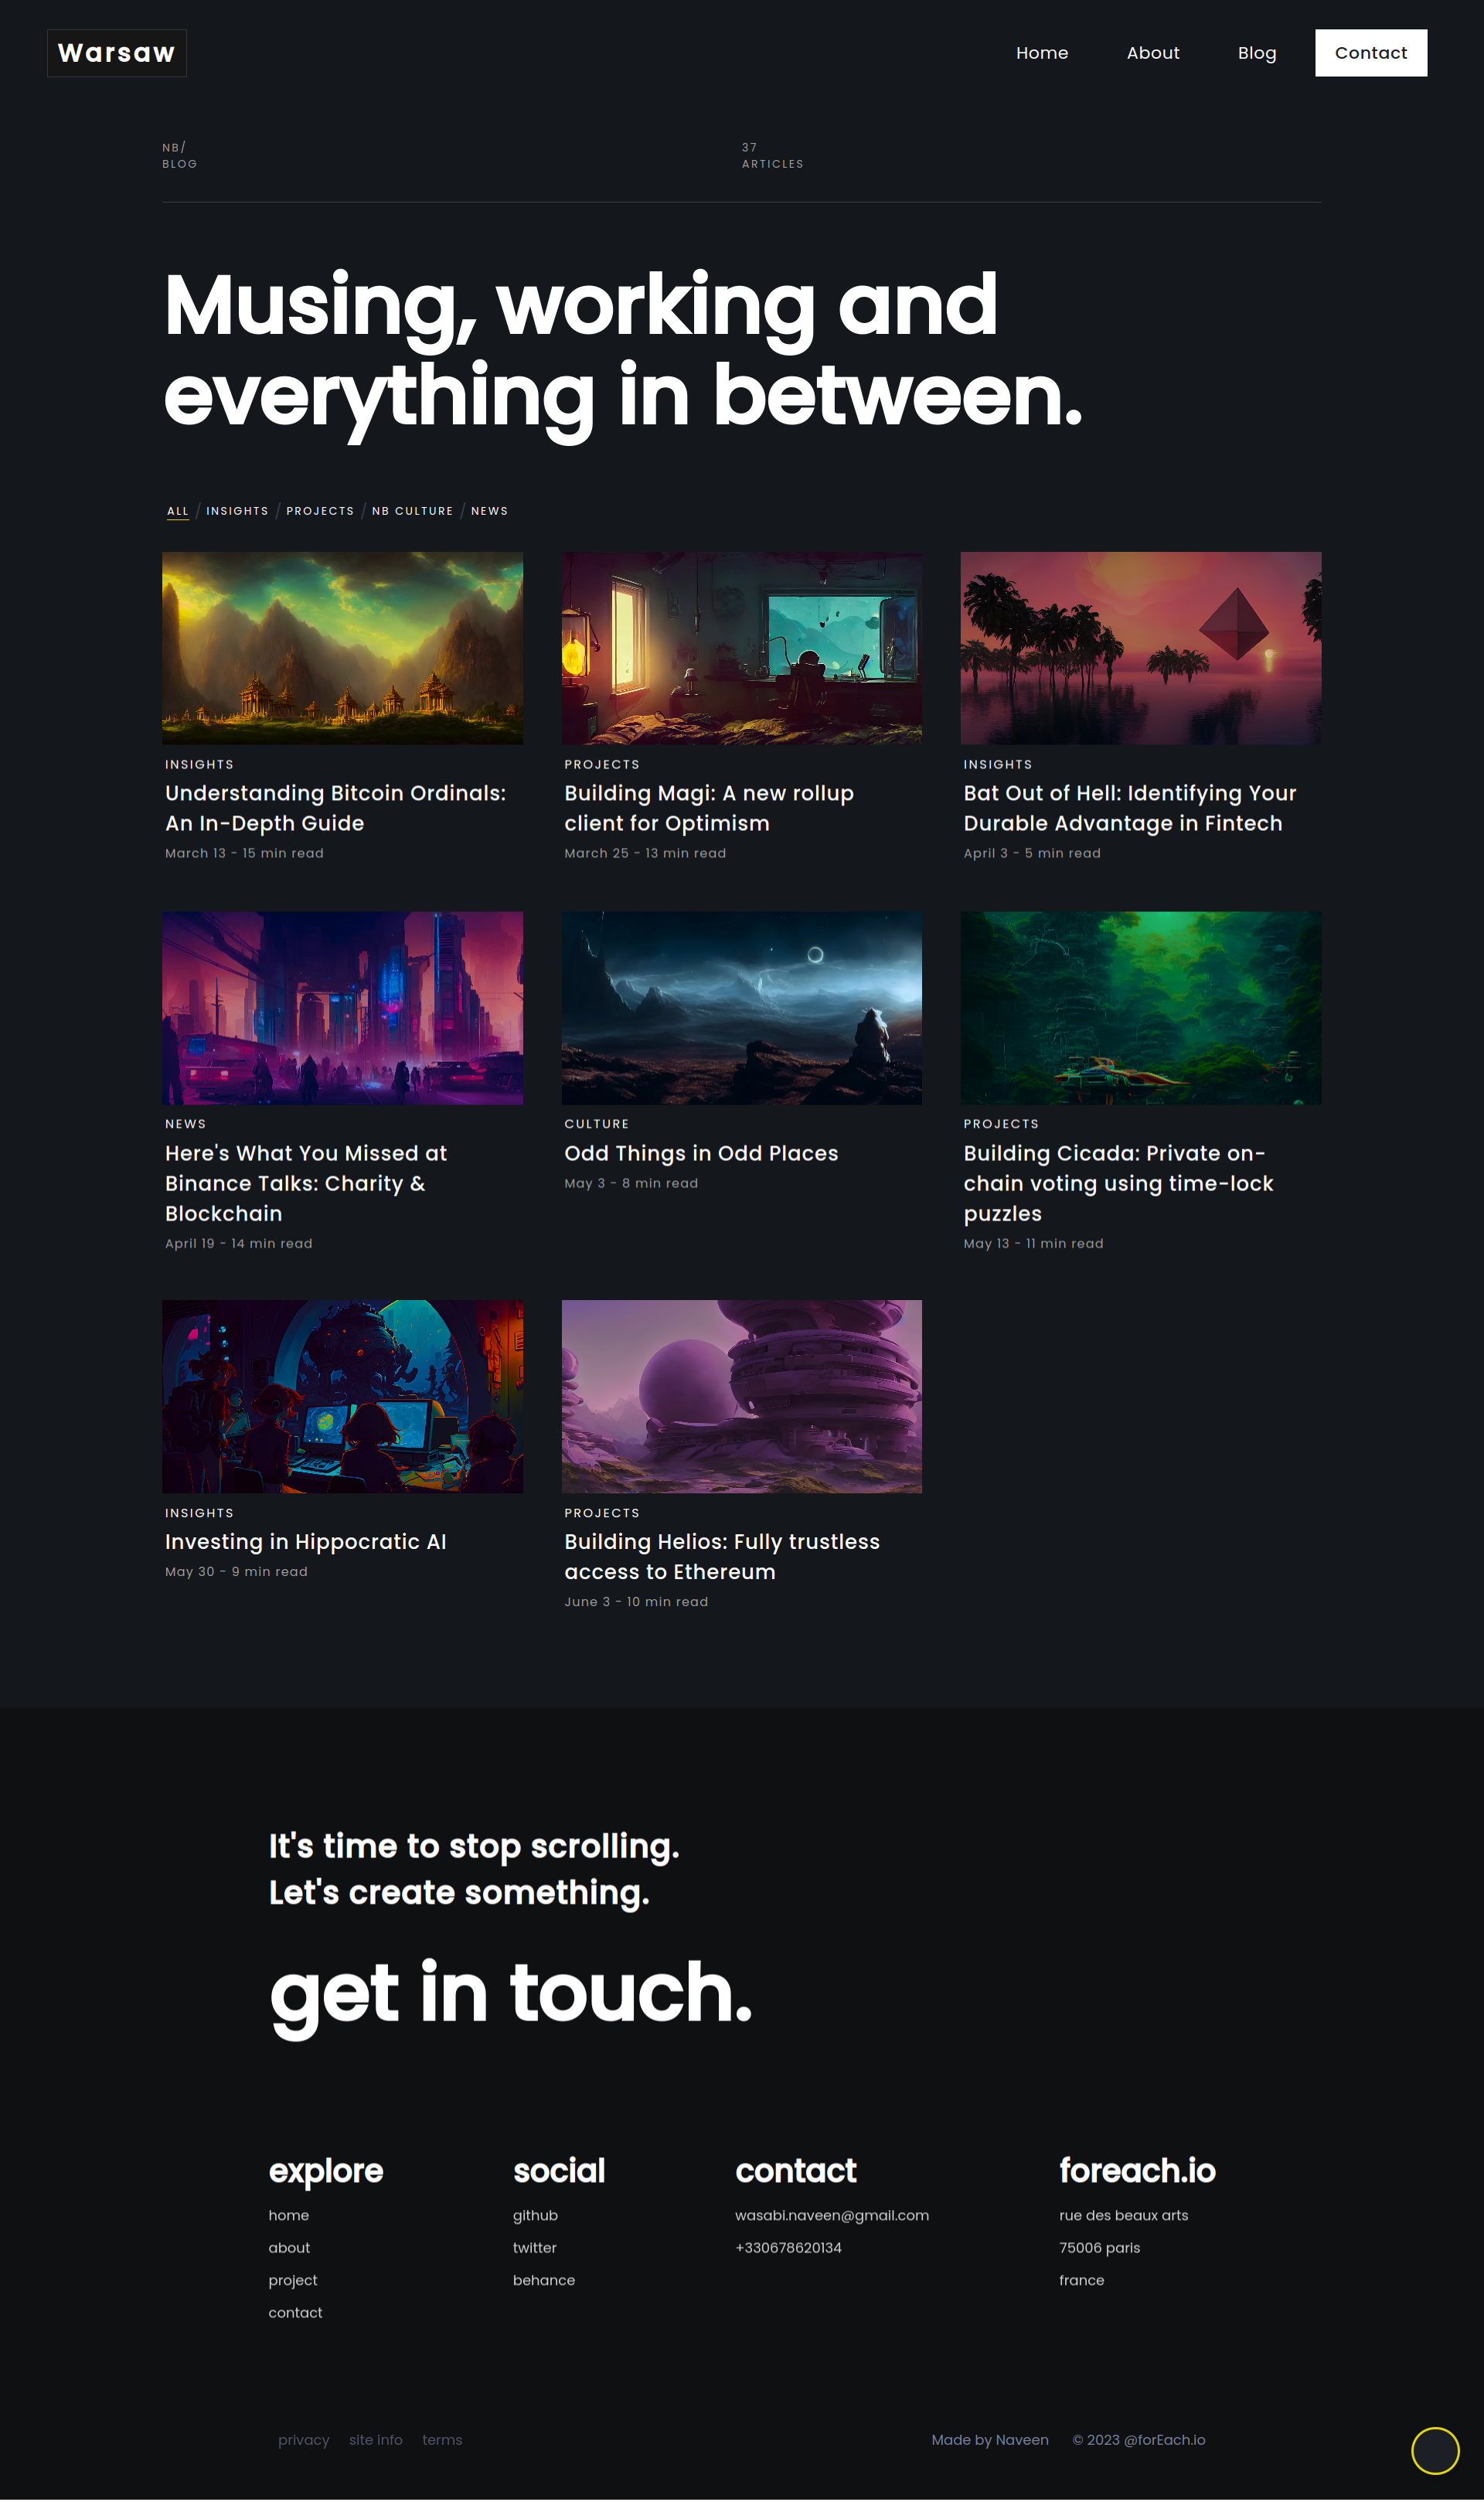 Warsaw
Home
About
Blog
Contact
NB/
BLOG
37
ARTICLES
Musing, working and
everything in between.
ALL / INSIGHTS / PROJECTS / NB CULTURE / NEWS
INSIGHTS
Understanding Bitcoin Ordinals:
An In-Depth Guide
March 13 - 15 min read
PROJECTS
Building Magi: A new rollup
client for Optimism
March 25 - 13 min read
INSIGHTS
Bat Out of Hell: Identifying Your
Durable Advantage in Fintech
April 3 - 5 min read
NEWS
Here's What You Missed at
Binance Talks: Charity &
Blockchain
April 19 - 14 min read
CULTURE
Odd Things in Odd Places
May 3 - 8 min read
PROJECTS
Building Cicada: Private on-
chain voting using time-lock
puzzles
May 13 - 11 min read
INSIGHTS
Investing in Hippocratic AI
May 30 - 9 min read
PROJECTS
Building Helios: Fully trustless
access to Ethereum
June 3 - 10 min read
It's time to stop scrolling.
Let's create something.
get in touch.
explore
home
about
project
contact
social
github
twitter
behance
contact
wasabi.naveen@gmail.com
+330678620134
foreach.io
rue des beaux arts
75006 paris
france
privacy
site info
terms
Made by Naveen
© 2023 @forEach.io